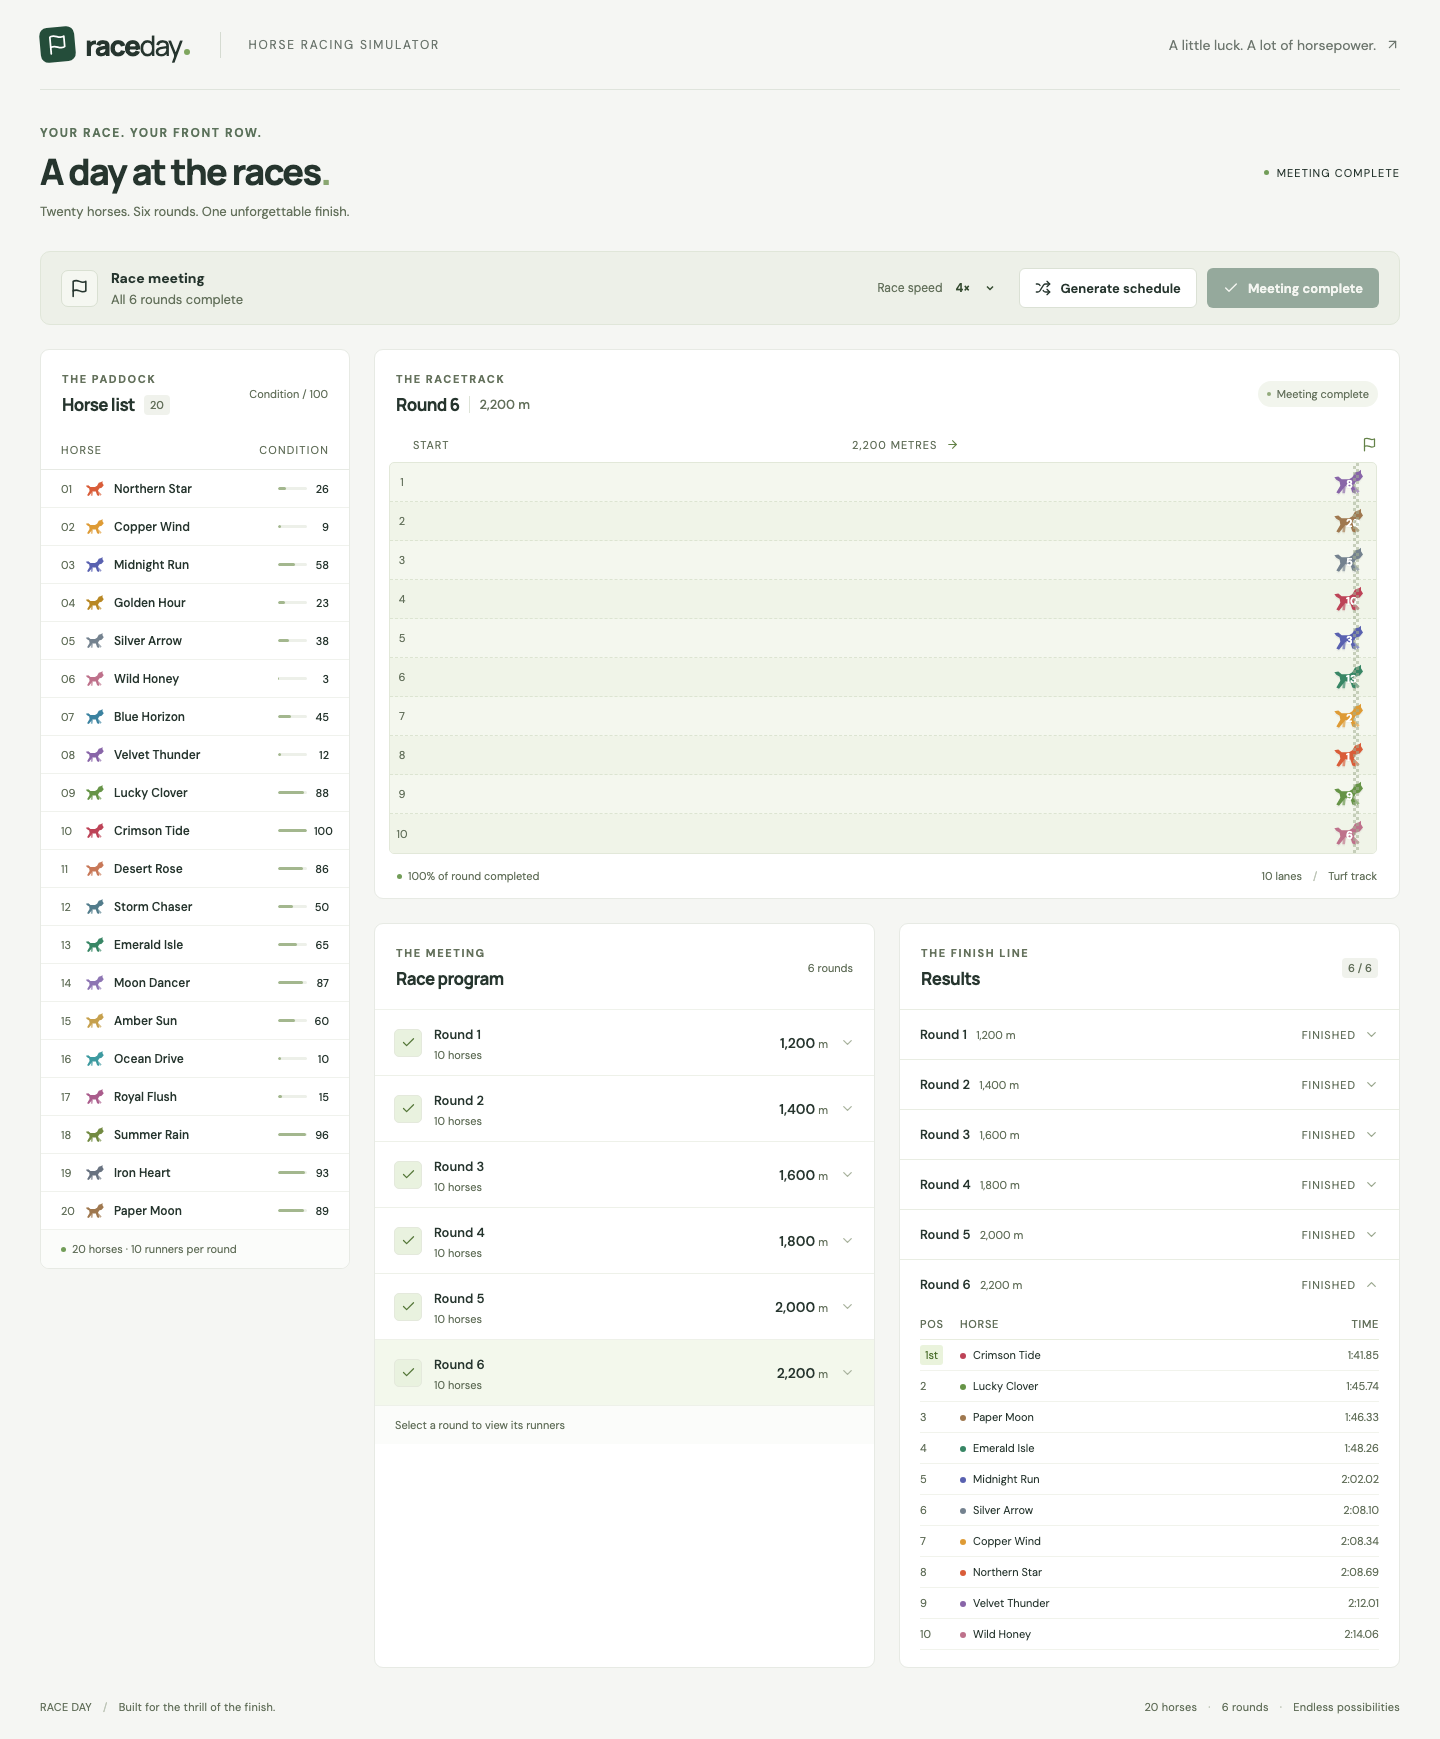 raceday.
HORSE RACING SIMULATOR
A little luck. A lot of horsepower.
YOUR RACE. YOUR FRONT ROW.
A day at the races.
Twenty horses. Six rounds. One unforgettable finish.
MEETING COMPLETE
Race meeting
All 6 rounds complete
Race speed 4×
Generate schedule
Meeting complete
THE PADDOCK
Horse list 20
Condition / 100
HORSE CONDITION
01 Northern Star 26
02 Copper Wind 9
03 Midnight Run 58
04 Golden Hour 23
05 Silver Arrow 38
06 Wild Honey 3
07 Blue Horizon 45
08 Velvet Thunder 12
09 Lucky Clover 88
10 Crimson Tide 100
11 Desert Rose 86
12 Storm Chaser 50
13 Emerald Isle 65
14 Moon Dancer 87
15 Amber Sun 60
16 Ocean Drive 10
17 Royal Flush 15
18 Summer Rain 96
19 Iron Heart 93
20 Paper Moon 89
20 horses · 10 runners per round
THE RACETRACK
Round 6 2,200 m
Meeting complete
START 2,200 METRES →
1
2
3
4
5
6
7
8
9
10
100% of round completed
10 lanes / Turf track
THE MEETING
Race program
6 rounds
Round 1
10 horses
1,200 m
Round 2
10 horses
1,400 m
Round 3
10 horses
1,600 m
Round 4
10 horses
1,800 m
Round 5
10 horses
2,000 m
Round 6
10 horses
2,200 m
Select a round to view its runners
THE FINISH LINE
Results
6 / 6
Round 1 1,200 m FINISHED
Round 2 1,400 m FINISHED
Round 3 1,600 m FINISHED
Round 4 1,800 m FINISHED
Round 5 2,000 m FINISHED
Round 6 2,200 m FINISHED
POS HORSE TIME
1st Crimson Tide 1:41.85
2 Lucky Clover 1:45.74
3 Paper Moon 1:46.33
4 Emerald Isle 1:48.26
5 Midnight Run 2:02.02
6 Silver Arrow 2:08.10
7 Copper Wind 2:08.34
8 Northern Star 2:08.69
9 Velvet Thunder 2:12.01
10 Wild Honey 2:14.06
RACE DAY / Built for the thrill of the finish.
20 horses · 6 rounds · Endless possibilities